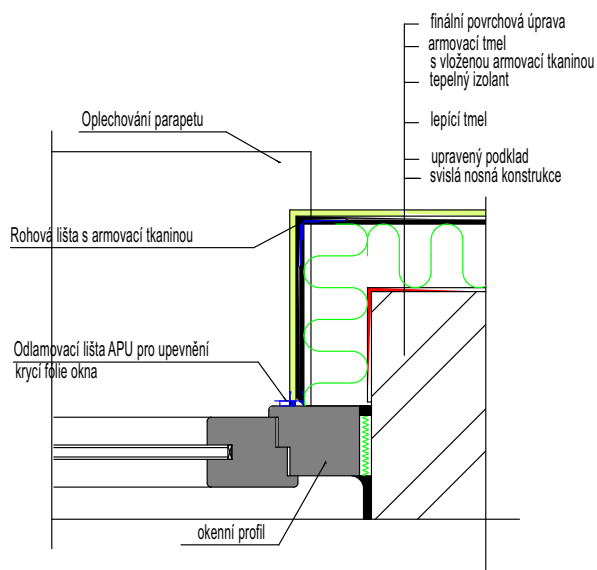 finální povrchová úprava
armovací tmel
s vloženou armovací tkaninou
tepelný izolant
lepící tmel
upravený podklad
svislá nosná konstrukce
Oplechování parapetu
Rohová lišta s armovací tkaninou
Odlamovací lišta APU pro upevnění
krycí fólie okna
okenní profil